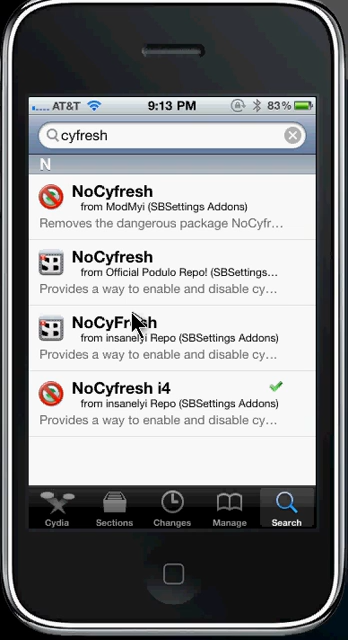 AT&T 9:13 PM 83%
cyfresh
N
NoCyfresh
from ModMyi (SBSettings Addons)
Removes the dangerous package NoCyfr…
NoCyfresh
from Official Podulo Repo! (SBSettings…
Provides a way to enable and disable cy…
NoCyFresh
from insanelyi Repo (SBSettings Addons)
Provides a way to enable and disable cy…
NoCyfresh i4
from insanelyi Repo (SBSettings Addons)
Provides a way to enable and disable cy…
Cydia Sections Changes Manage Search